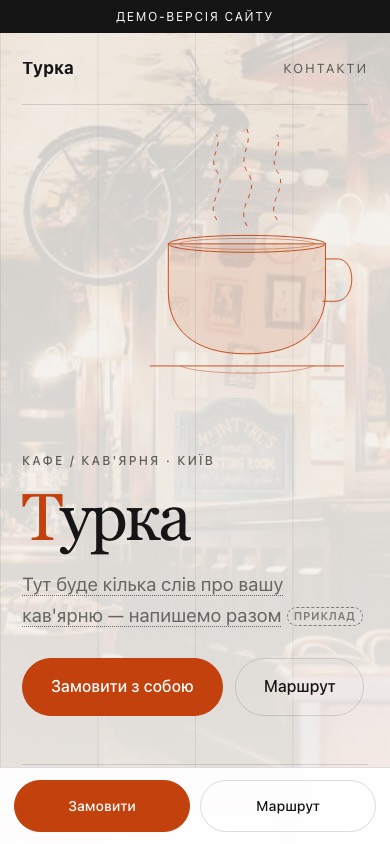 ДЕМО-ВЕРСІЯ САЙТУ
Турка
КОНТАКТИ
McINTYRE'S
КАФЕ / КАВ'ЯРНЯ · КИЇВ
Турка
Тут буде кілька слів про вашу
кав'ярню — напишемо разом ПРИКЛАД
Замовити з собою
Маршрут
Замовити
Маршрут